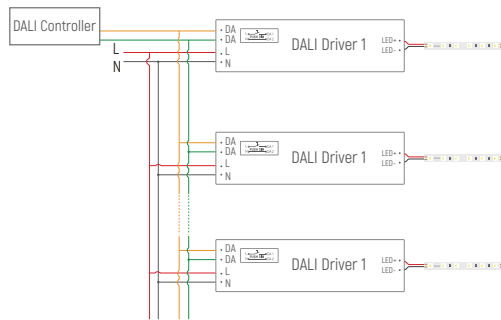 DALI Controller
L
N
DA
DA
L
N
DALI Driver 1
LED+
LED-
DA
DA
L
N
DALI Driver 1
LED+
LED-
DA
DA
L
N
DALI Driver 1
LED+
LED-